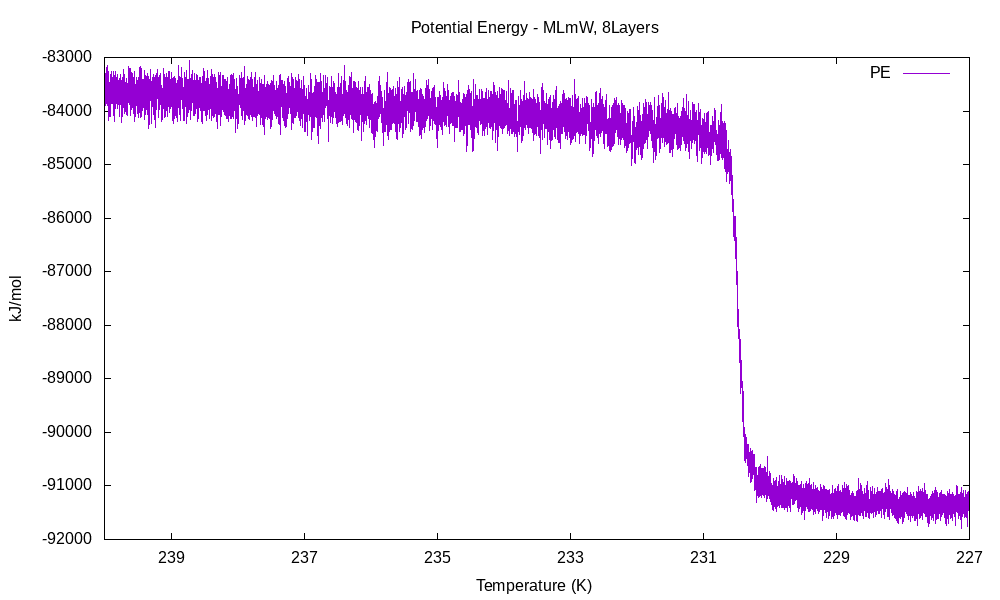 Potential Energy - MLmW, 8Layers
PE
kJ/mol
-83000
-84000
-85000
-86000
-87000
-88000
-89000
-90000
-91000
-92000
239 237 235 233 231 229 227
Temperature (K)